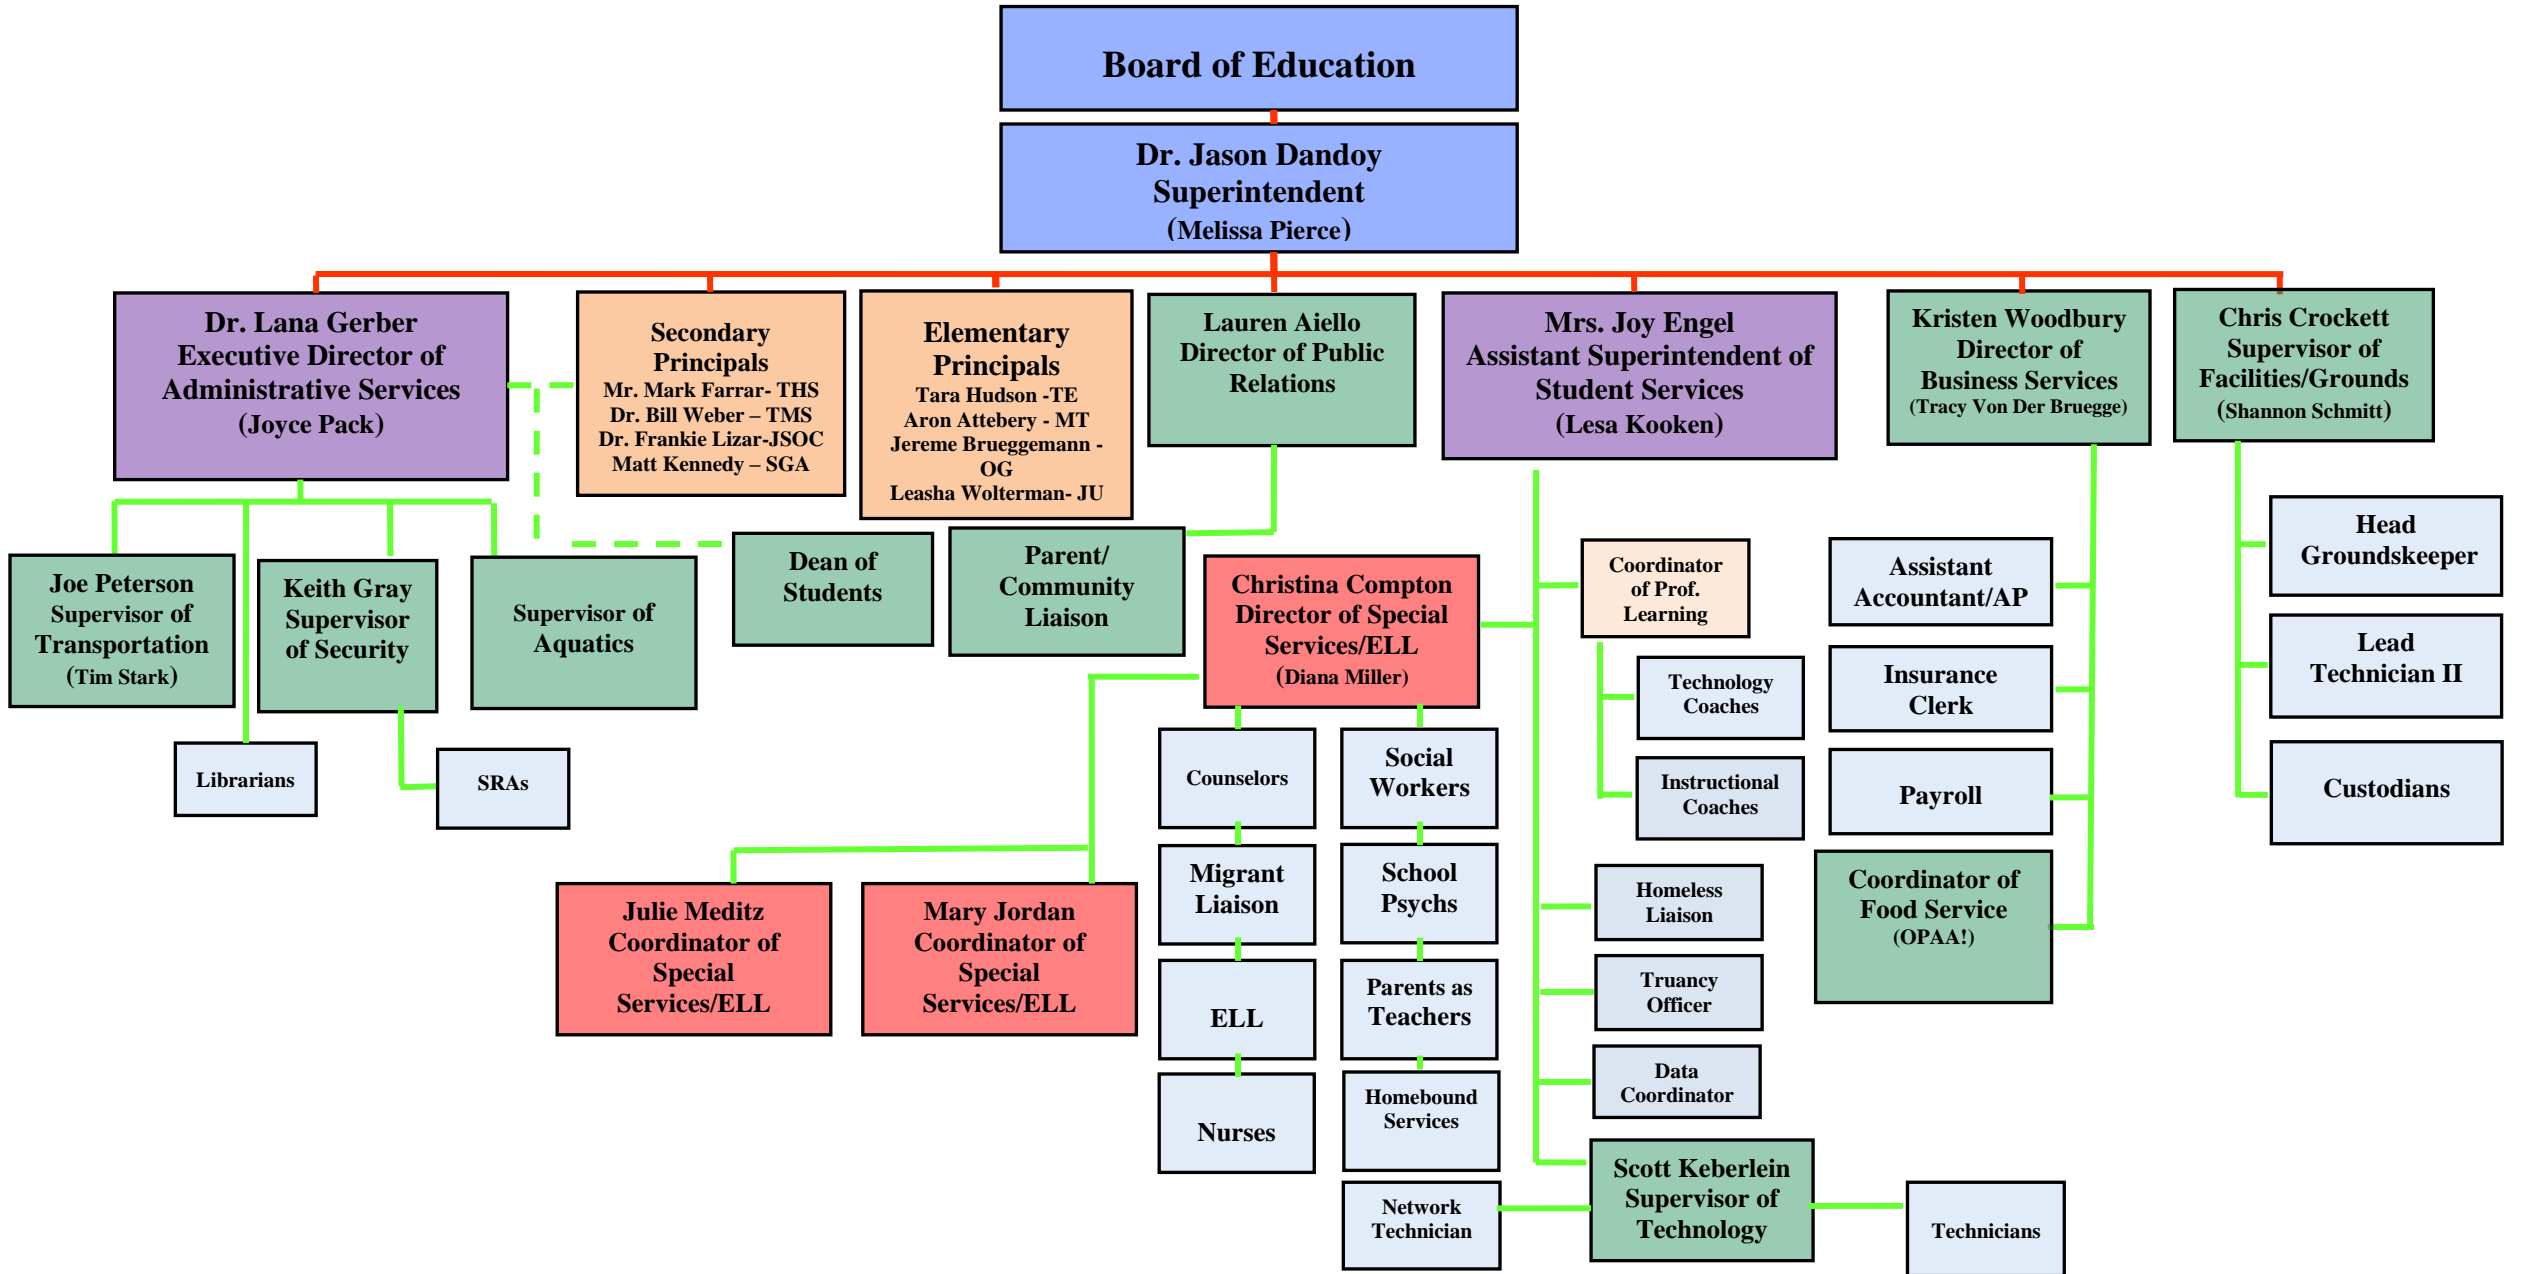 Board of Education
Dr. Jason Dandoy
Superintendent
(Melissa Pierce)
Dr. Lana Gerber
Executive Director of
Administrative Services
(Joyce Pack)
Secondary
Principals
Mr. Mark Farrar- THS
Dr. Bill Weber – TMS
Dr. Frankie Lizar-JSOC
Matt Kennedy – SGA
Elementary
Principals
Tara Hudson -TE
Aron Attebery - MT
Jereme Brueggemann -
OG
Leasha Wolterman- JU
Lauren Aiello
Director of Public
Relations
Mrs. Joy Engel
Assistant Superintendent of
Student Services
(Lesa Kooken)
Kristen Woodbury
Director of
Business Services
(Tracy Von Der Bruegge)
Chris Crockett
Supervisor of
Facilities/Grounds
(Shannon Schmitt)
Joe Peterson
Supervisor of
Transportation
(Tim Stark)
Keith Gray
Supervisor
of Security
Supervisor of
Aquatics
Dean of
Students
Parent/
Community
Liaison
Christina Compton
Director of Special
Services/ELL
(Diana Miller)
Coordinator
of Prof.
Learning
Assistant
Accountant/AP
Head
Groundskeeper
Technology
Coaches
Insurance
Clerk
Lead
Technician II
Librarians
SRAs
Counselors
Social
Workers
Instructional
Coaches
Payroll
Custodians
Julie Meditz
Coordinator of
Special
Services/ELL
Mary Jordan
Coordinator of
Special
Services/ELL
Migrant
Liaison
School
Psychs
Homeless
Liaison
Coordinator of
Food Service
(OPAA!)
ELL
Parents as
Teachers
Truancy
Officer
Nurses
Homebound
Services
Data
Coordinator
Network
Technician
Scott Keberlein
Supervisor of
Technology
Technicians